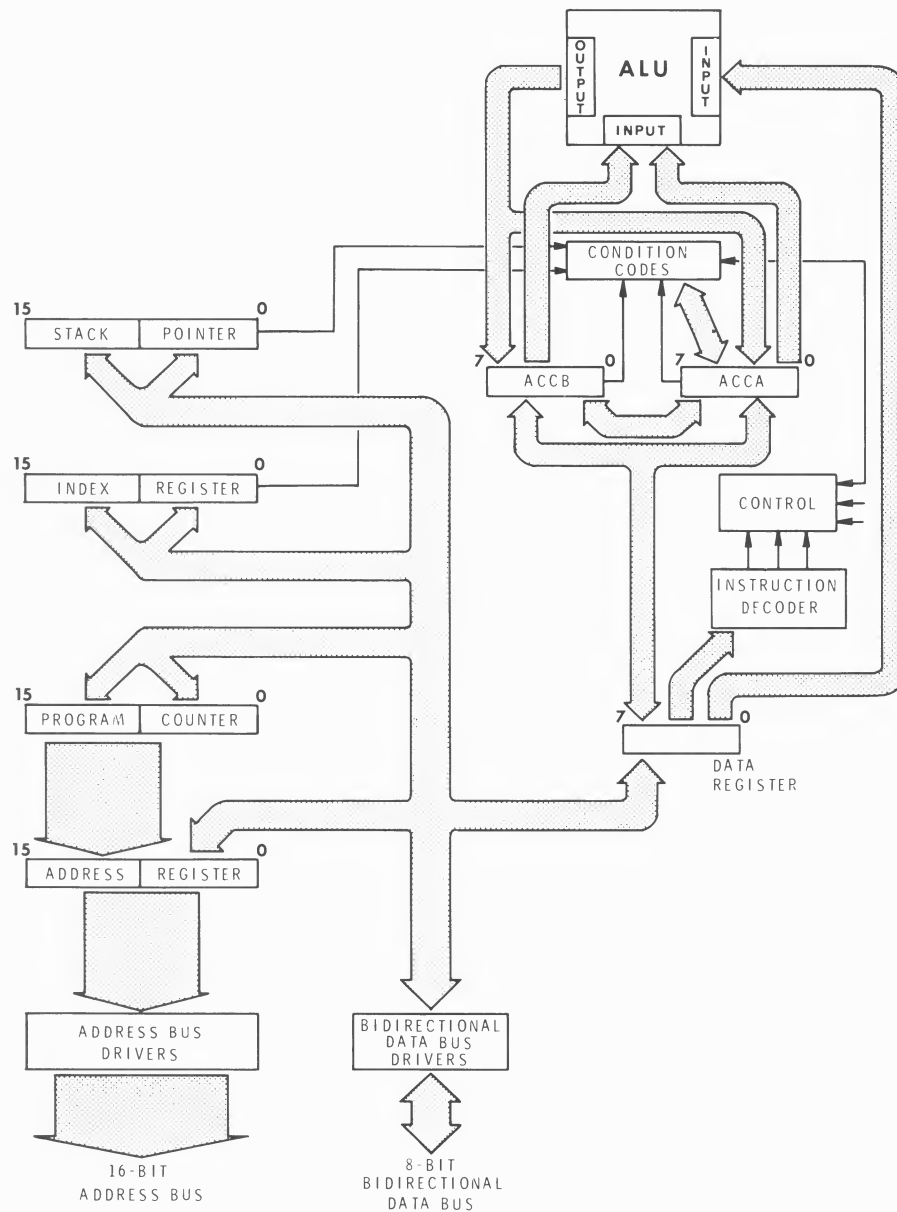 OUTPUT
ALU
INPUT
INPUT
CONDITION
CODES
15 0
STACK POINTER
7 0
ACCB
7 0
ACCA
15 0
INDEX REGISTER
CONTROL
INSTRUCTION
DECODER
15 0
PROGRAM COUNTER
7 0
DATA
REGISTER
15 0
ADDRESS REGISTER
ADDRESS BUS
DRIVERS
BIDIRECTIONAL
DATA BUS
DRIVERS
16-BIT
ADDRESS BUS
8-BIT
BIDIRECTIONAL
DATA BUS